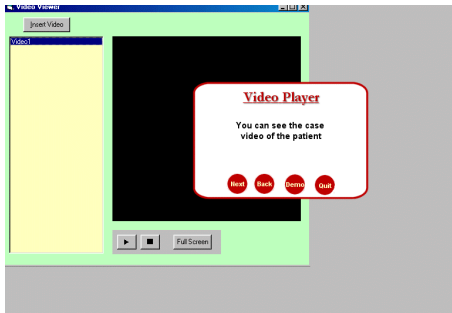 Video Viewer
Insert Video
Video1
Video Player
You can see the case
video of the patient
Next Back Demo Quit
Full Screen